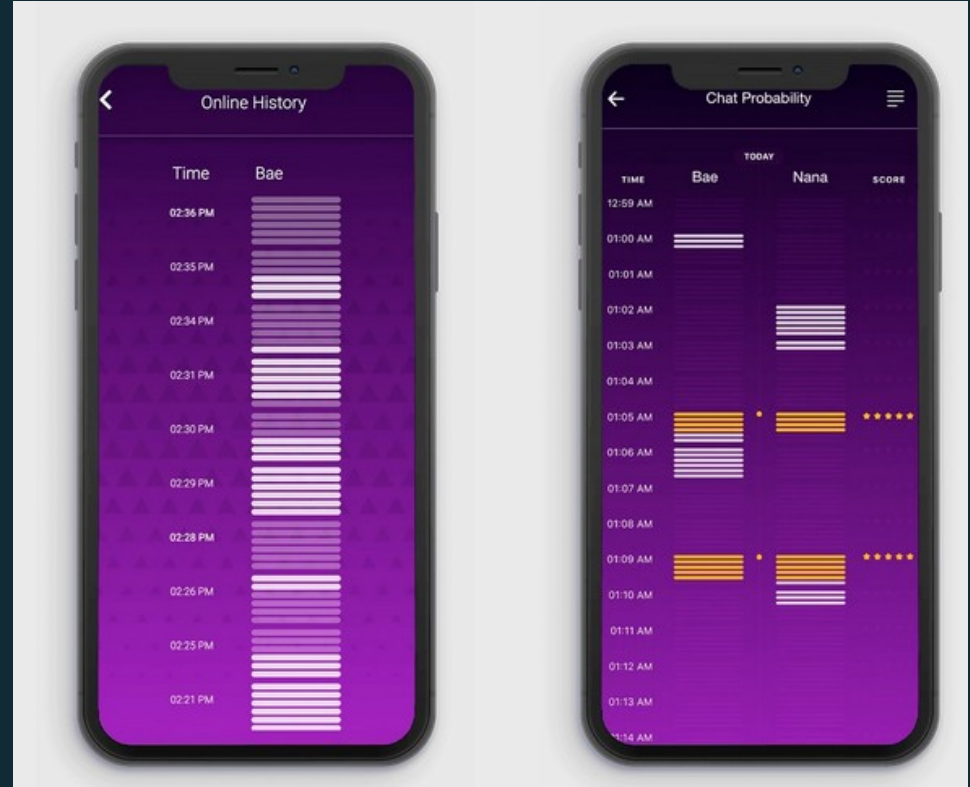 Online History
Time Bae
02:36 PM
02:35 PM
02:34 PM
02:31 PM
02:30 PM
02:29 PM
02:28 PM
02:26 PM
02:25 PM
02:21 PM
Chat Probability
TODAY
TIME Bae Nana SCORE
12:59 AM
01:00 AM
01:01 AM
01:02 AM
01:03 AM
01:04 AM
01:05 AM
01:06 AM
01:07 AM
01:08 AM
01:09 AM
01:10 AM
01:11 AM
01:12 AM
01:13 AM
01:14 AM